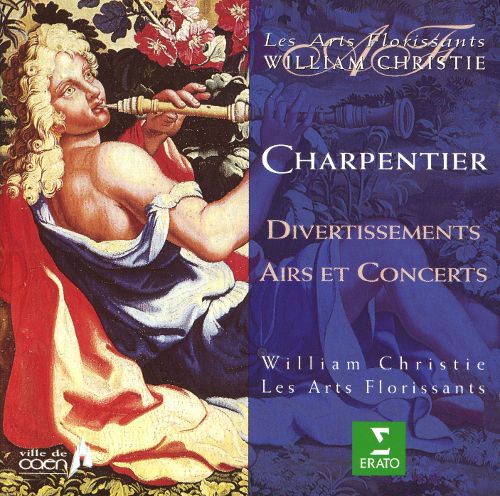 Les Arts Florissants
WILLIAM CHRISTIE
AF
CHARPENTIER
DIVERTISSEMENTS
AIRS ET CONCERTS
William Christie
Les Arts Florissants
ville de
caen
ERATO